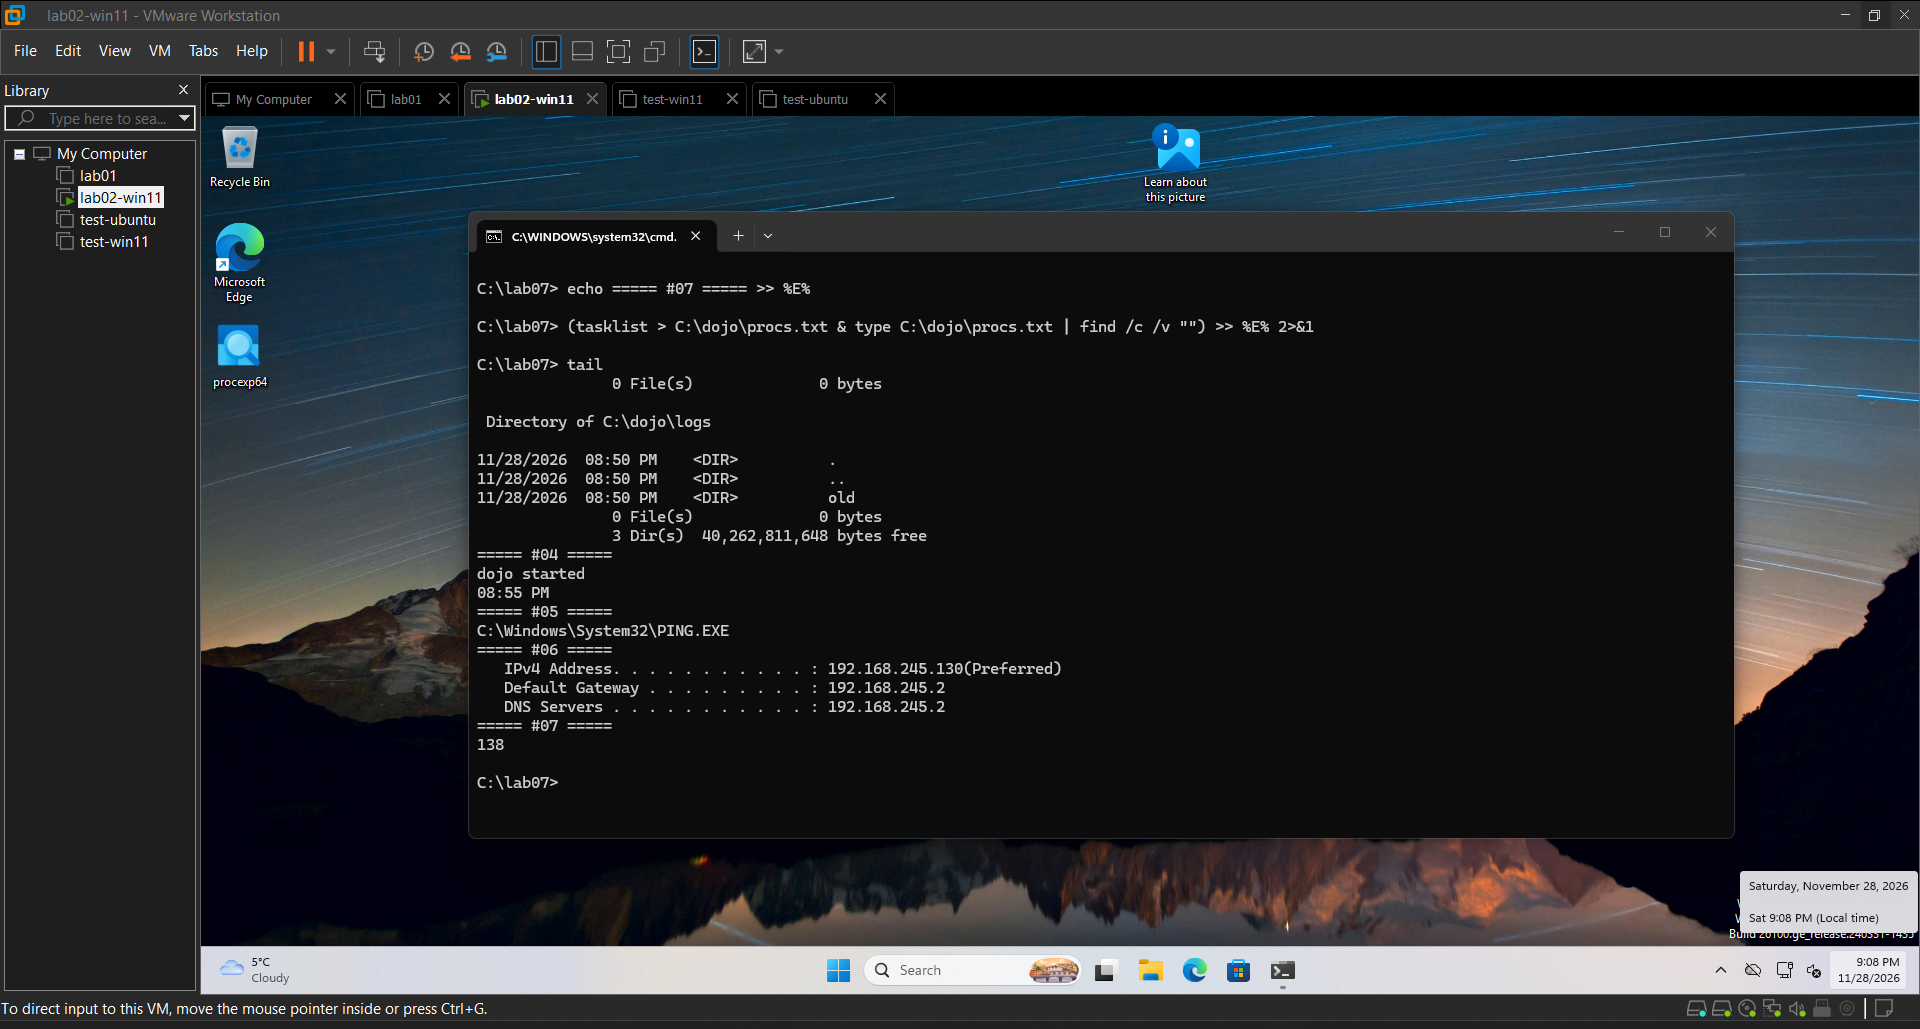 lab02-win11 - VMware Workstation
File Edit View VM Tabs Help
Library
Type here to sea...
My Computer
lab01
lab02-win11
test-ubuntu
test-win11
My Computer lab01 lab02-win11 test-win11 test-ubuntu
Recycle Bin
Microsoft
Edge
procexp64
Learn about
this picture
C:\WINDOWS\system32\cmd.
C:\lab07> echo ===== #07 ===== >> %E%
C:\lab07> (tasklist > C:\dojo\procs.txt & type C:\dojo\procs.txt | find /c /v "") >> %E% 2>&1
C:\lab07> tail
0 File(s) 0 bytes
Directory of C:\dojo\logs
11/28/2026 08:50 PM <DIR> .
11/28/2026 08:50 PM <DIR> ..
11/28/2026 08:50 PM <DIR> old
0 File(s) 0 bytes
3 Dir(s) 40,262,811,648 bytes free
===== #04 =====
dojo started
08:55 PM
===== #05 =====
C:\Windows\System32\PING.EXE
===== #06 =====
IPv4 Address. . . . . . . . . . . : 192.168.245.130(Preferred)
Default Gateway . . . . . . . . . : 192.168.245.2
DNS Servers . . . . . . . . . . . : 192.168.245.2
===== #07 =====
138
C:\lab07>
Saturday, November 28, 2026
Sat 9:08 PM (Local time)
5°C
Cloudy
Search
9:08 PM
11/28/2026
To direct input to this VM, move the mouse pointer inside or press Ctrl+G.